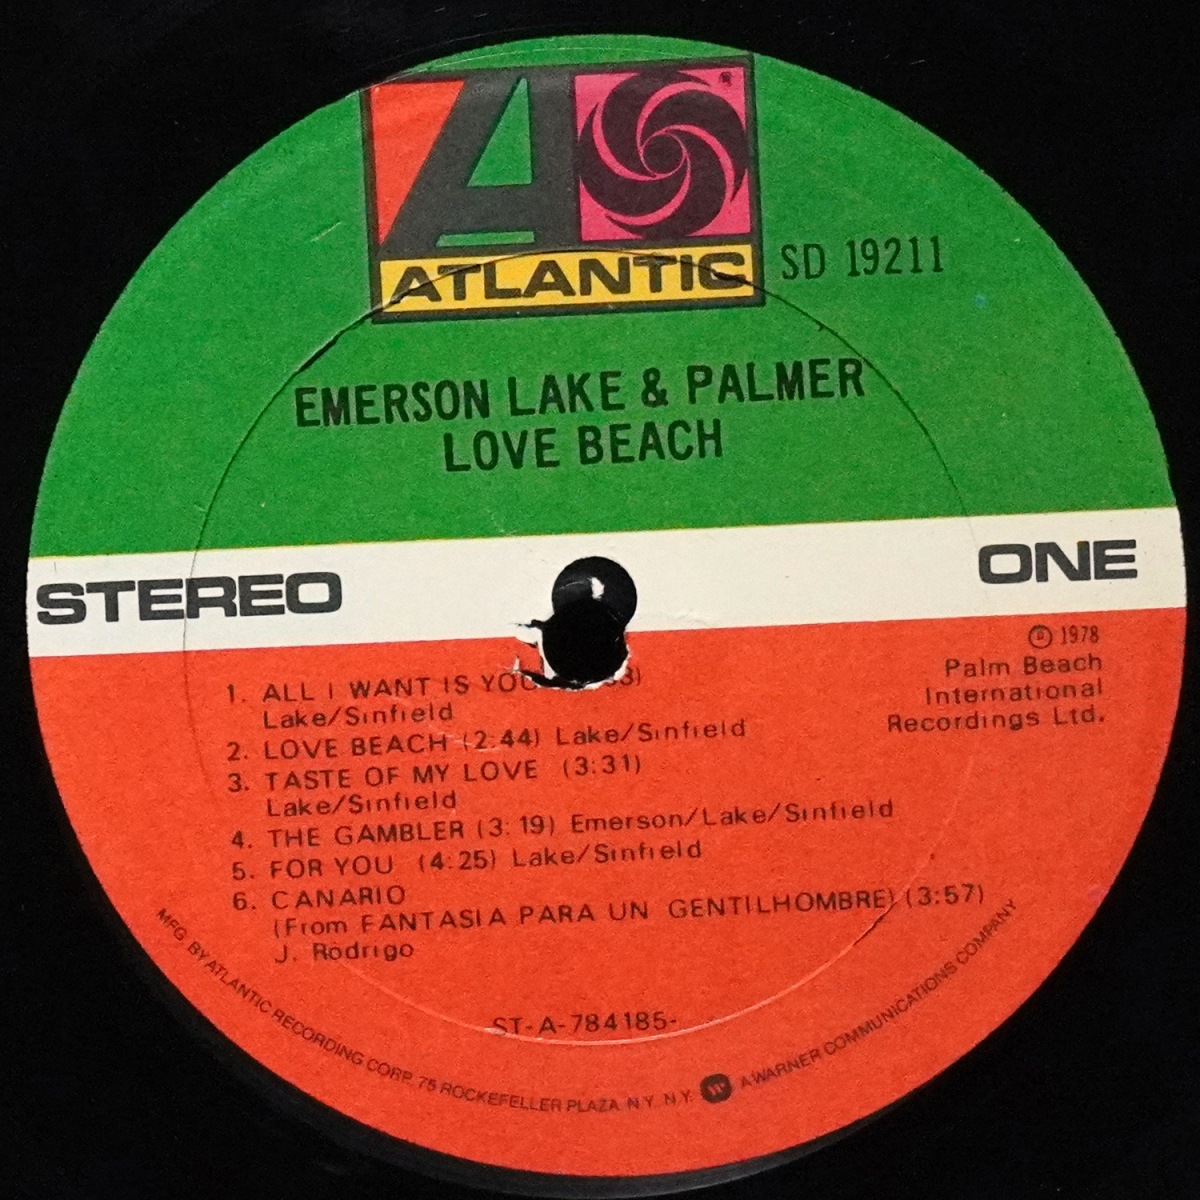 ATLANTIC
SD 19211
EMERSON LAKE & PALMER
LOVE BEACH
STEREO
ONE
℗ 1978
Palm Beach
International
Recordings Ltd.
1. ALL I WANT IS
Lake/Sinfield
2. LOVE BEACH (2:44) Lake/Sinfield
3. TASTE OF MY LOVE (3:31)
Lake/Sinfield
4. THE GAMBLER (3:19) Emerson/Lake/Sinfield
5. FOR YOU (4:25) Lake/Sinfield
6. CANARIO
(From FANTASIA PARA UN GENTILHOMBRE) (3:57)
J. Rodrigo
ST-A-784185-
MFG. BY ATLANTIC RECORDING CORP. 75 ROCKEFELLER PLAZA N.Y. N.Y. A WARNER COMMUNICATIONS COMPANY